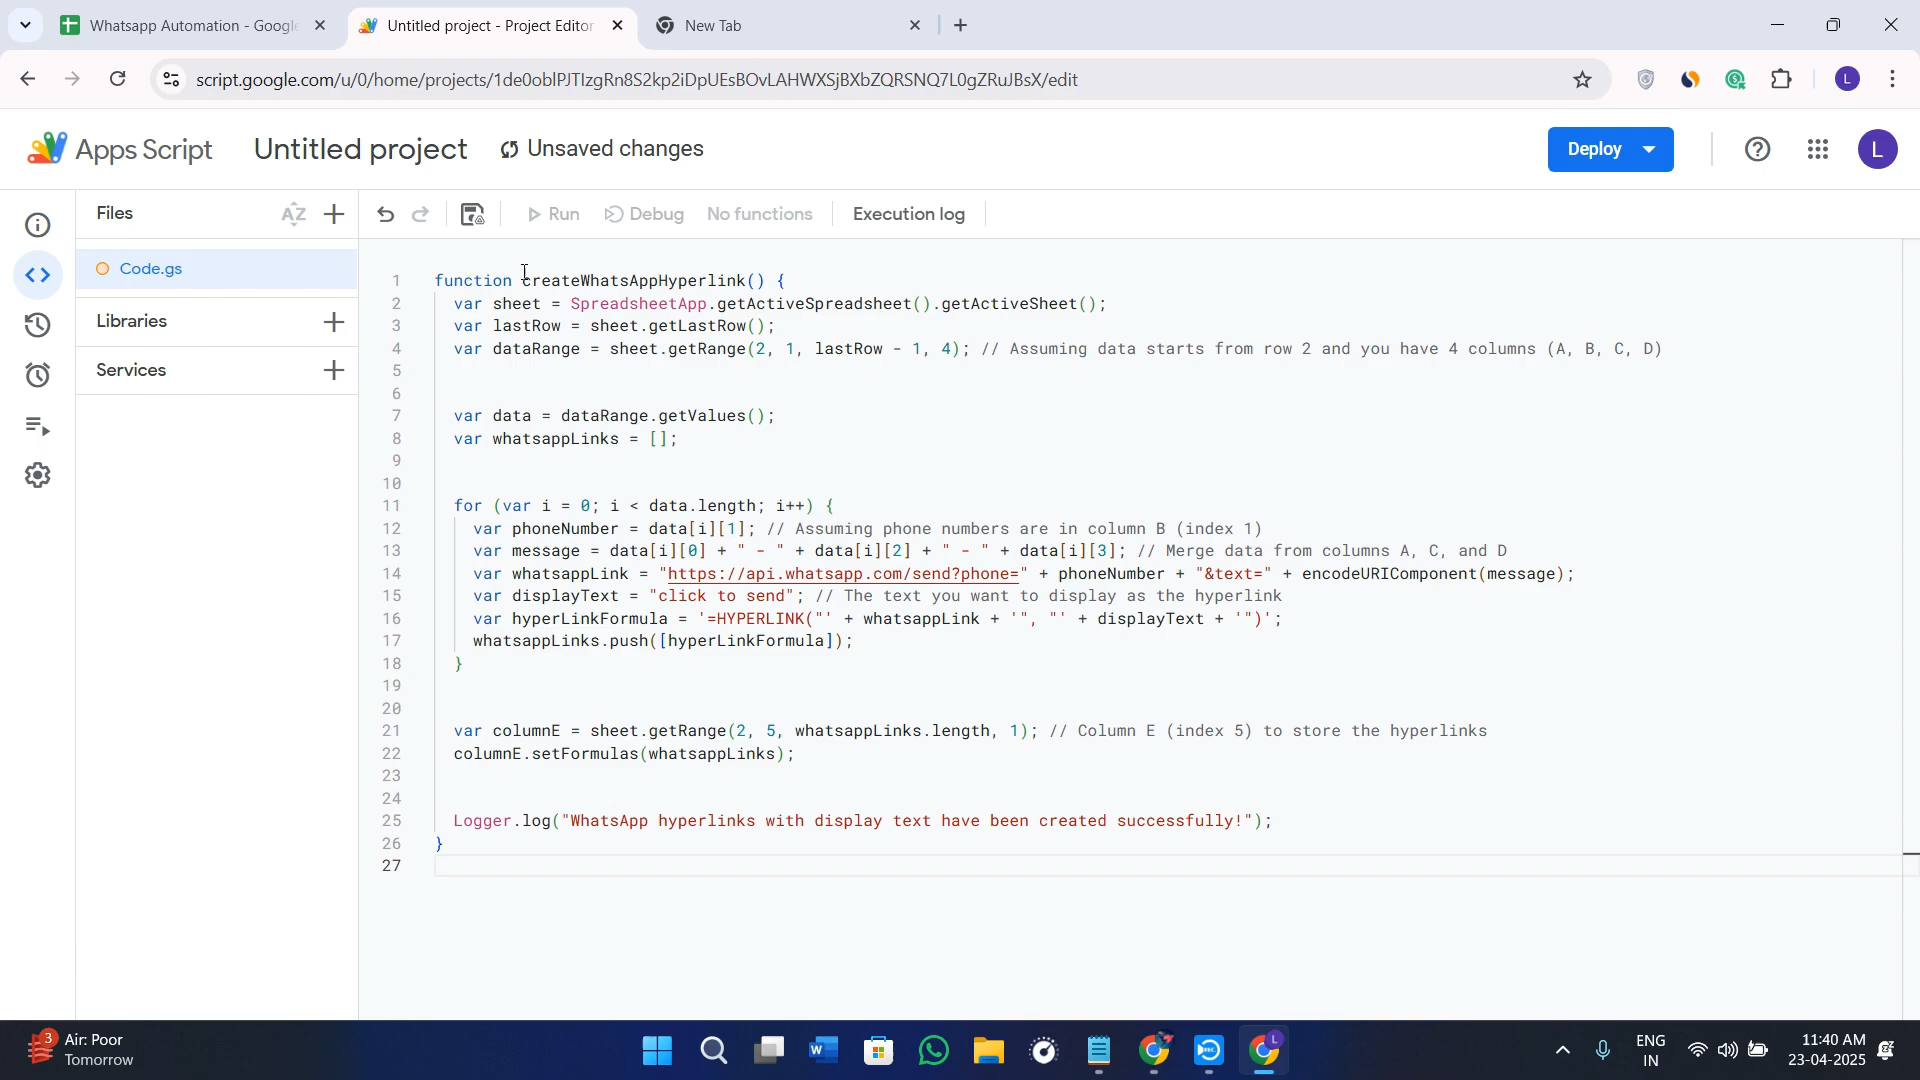 Whatsapp Automation - Google
Untitled project - Project Editor
New Tab
script.google.com/u/0/home/projects/1de0oblPJTIzgRn8S2kp2iDpUEsBOvLAHWXSjBXbZQRSNQ7L0gZRuJBsX/edit
L
Apps Script
Untitled project
Unsaved changes
Deploy
L
Files
AZ
Run
Debug
No functions
Execution log
Code.gs
Libraries
Services
1 function createWhatsAppHyperlink() {
2 var sheet = SpreadsheetApp.getActiveSpreadsheet().getActiveSheet();
3 var lastRow = sheet.getLastRow();
4 var dataRange = sheet.getRange(2, 1, lastRow - 1, 4); // Assuming data starts from row 2 and you have 4 columns (A, B, C, D)
5
6
7 var data = dataRange.getValues();
8 var whatsappLinks = [];
9
10
11 for (var i = 0; i < data.length; i++) {
12 var phoneNumber = data[i][1]; // Assuming phone numbers are in column B (index 1)
13 var message = data[i][0] + " - " + data[i][2] + " - " + data[i][3]; // Merge data from columns A, C, and D
14 var whatsappLink = "https://api.whatsapp.com/send?phone=" + phoneNumber + "&text=" + encodeURIComponent(message);
15 var displayText = "click to send"; // The text you want to display as the hyperlink
16 var hyperLinkFormula = '=HYPERLINK("' + whatsappLink + '", "' + displayText + '")';
17 whatsappLinks.push([hyperLinkFormula]);
18 }
19
20
21 var columnE = sheet.getRange(2, 5, whatsappLinks.length, 1); // Column E (index 5) to store the hyperlinks
22 columnE.setFormulas(whatsappLinks);
23
24
25 Logger.log("WhatsApp hyperlinks with display text have been created successfully!");
26 }
27
3
Air: Poor
Tomorrow
W
L
ENG
IN
11:40 AM
23-04-2025